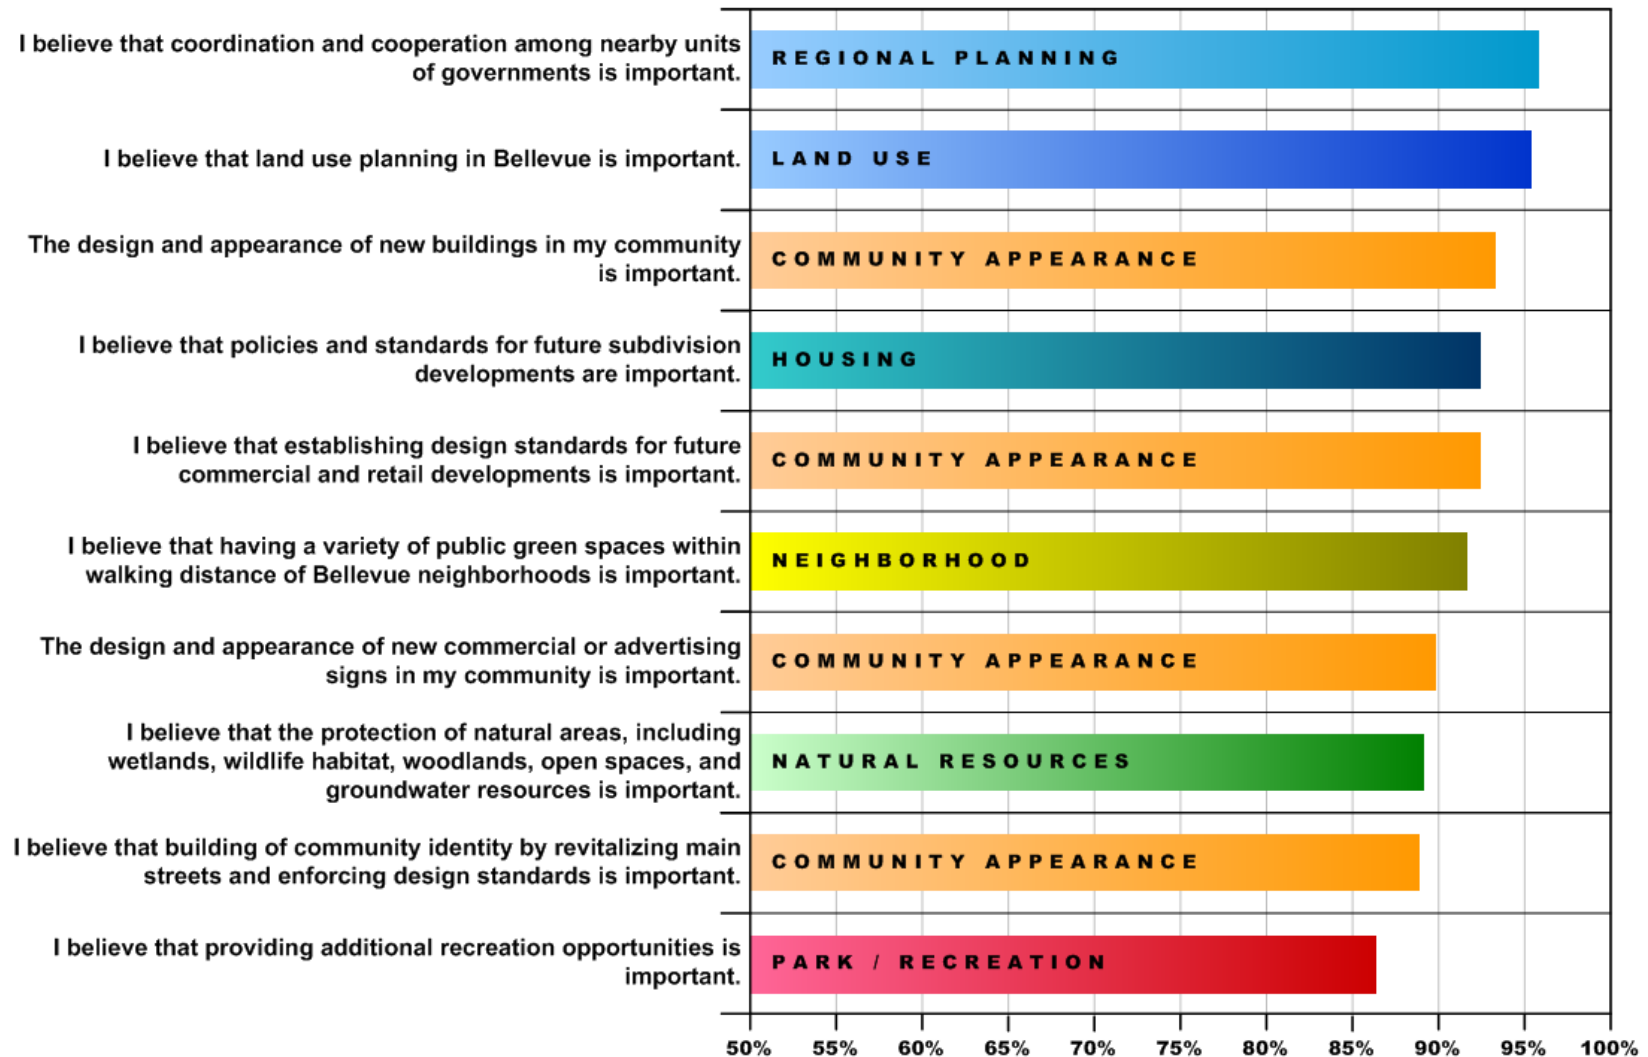 I believe that coordination and cooperation among nearby units
of governments is important.
REGIONAL PLANNING
I believe that land use planning in Bellevue is important.
LAND USE
The design and appearance of new buildings in my community
is important.
COMMUNITY APPEARANCE
I believe that policies and standards for future subdivision
developments are important.
HOUSING
I believe that establishing design standards for future
commercial and retail developments is important.
COMMUNITY APPEARANCE
I believe that having a variety of public green spaces within
walking distance of Bellevue neighborhoods is important.
NEIGHBORHOOD
The design and appearance of new commercial or advertising
signs in my community is important.
COMMUNITY APPEARANCE
I believe that the protection of natural areas, including
wetlands, wildlife habitat, woodlands, open spaces, and
groundwater resources is important.
NATURAL RESOURCES
I believe that building of community identity by revitalizing main
streets and enforcing design standards is important.
COMMUNITY APPEARANCE
I believe that providing additional recreation opportunities is
important.
PARK / RECREATION
50% 55% 60% 65% 70% 75% 80% 85% 90% 95% 100%